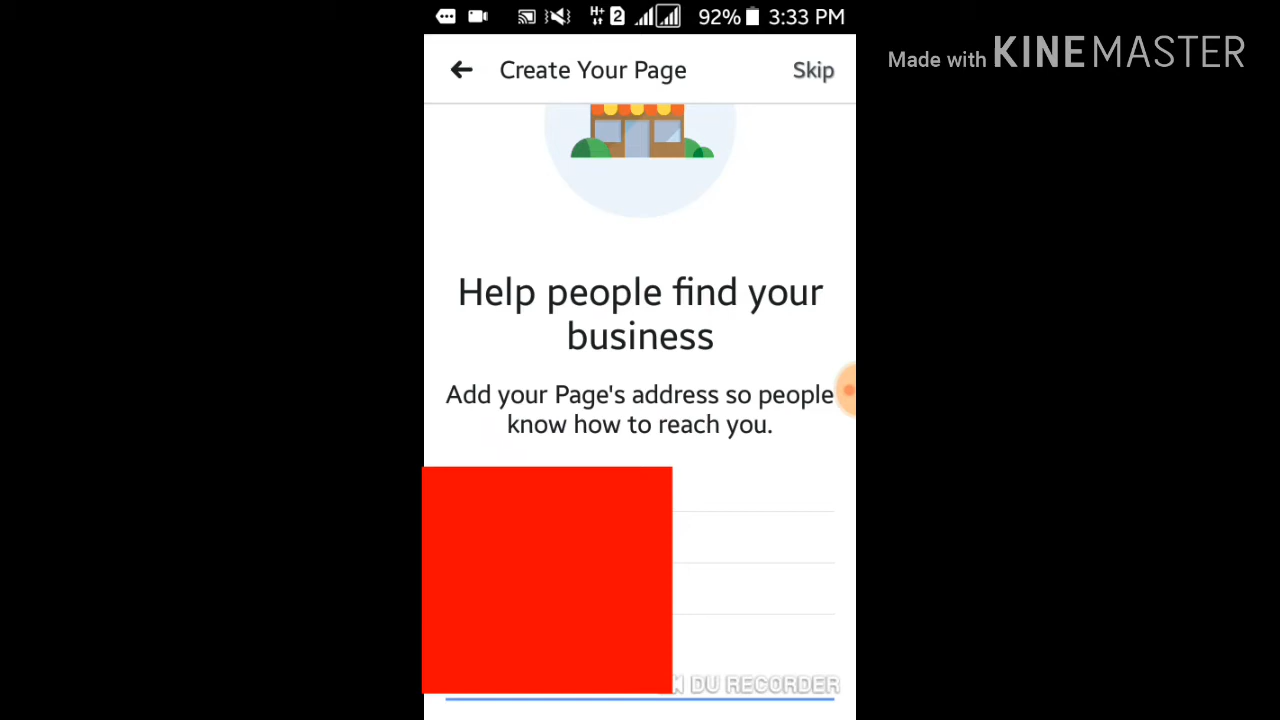 H+ 2 92% 3:33 PM
Made with KINEMASTER
Create Your Page Skip
Help people find your
business
Add your Page's address so people
know how to reach you.
DU RECORDER